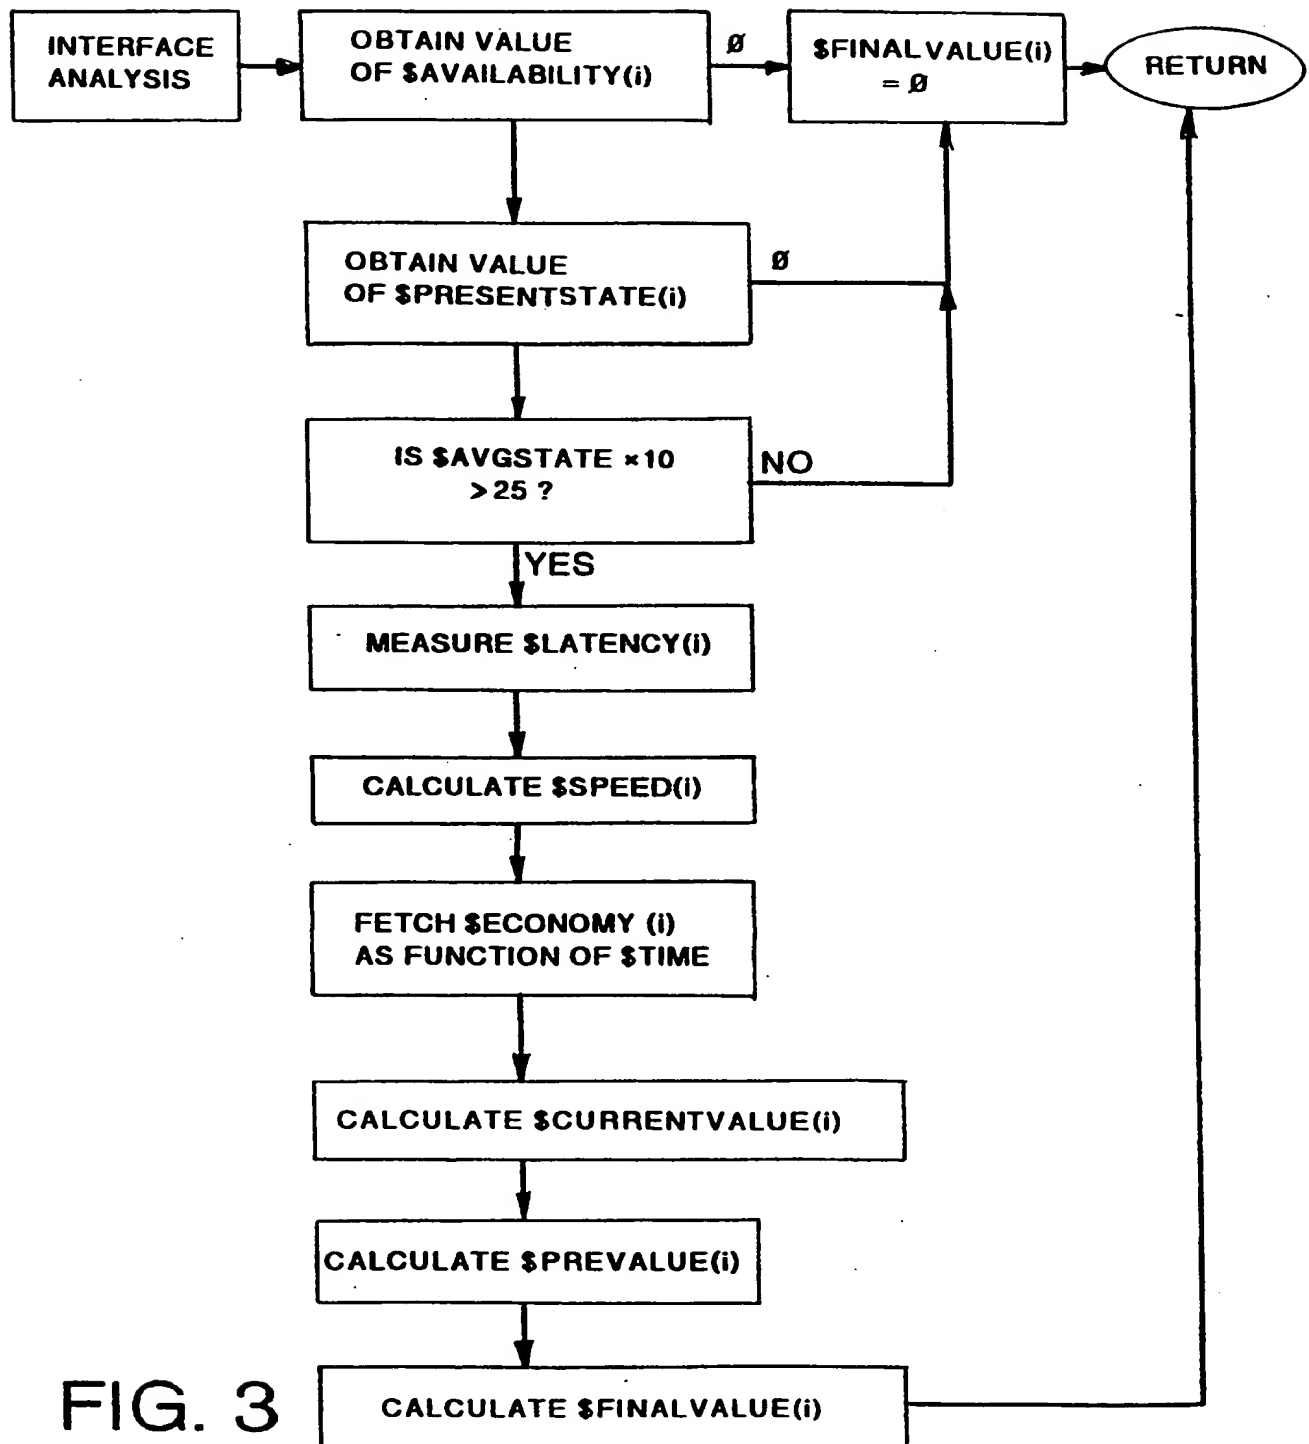 INTERFACE
ANALYSIS
OBTAIN VALUE
OF $AVAILABILITY(i)
Ø
$FINALVALUE(i)
= Ø
RETURN
OBTAIN VALUE
OF $PRESENTSTATE(i)
Ø
IS $AVGSTATE ×10
>25 ?
NO
YES
MEASURE $LATENCY(i)
CALCULATE $SPEED(i)
FETCH $ECONOMY (i)
AS FUNCTION OF $TIME
CALCULATE $CURRENTVALUE(i)
CALCULATE $PREVALUE(i)
CALCULATE $FINALVALUE(i)
FIG. 3